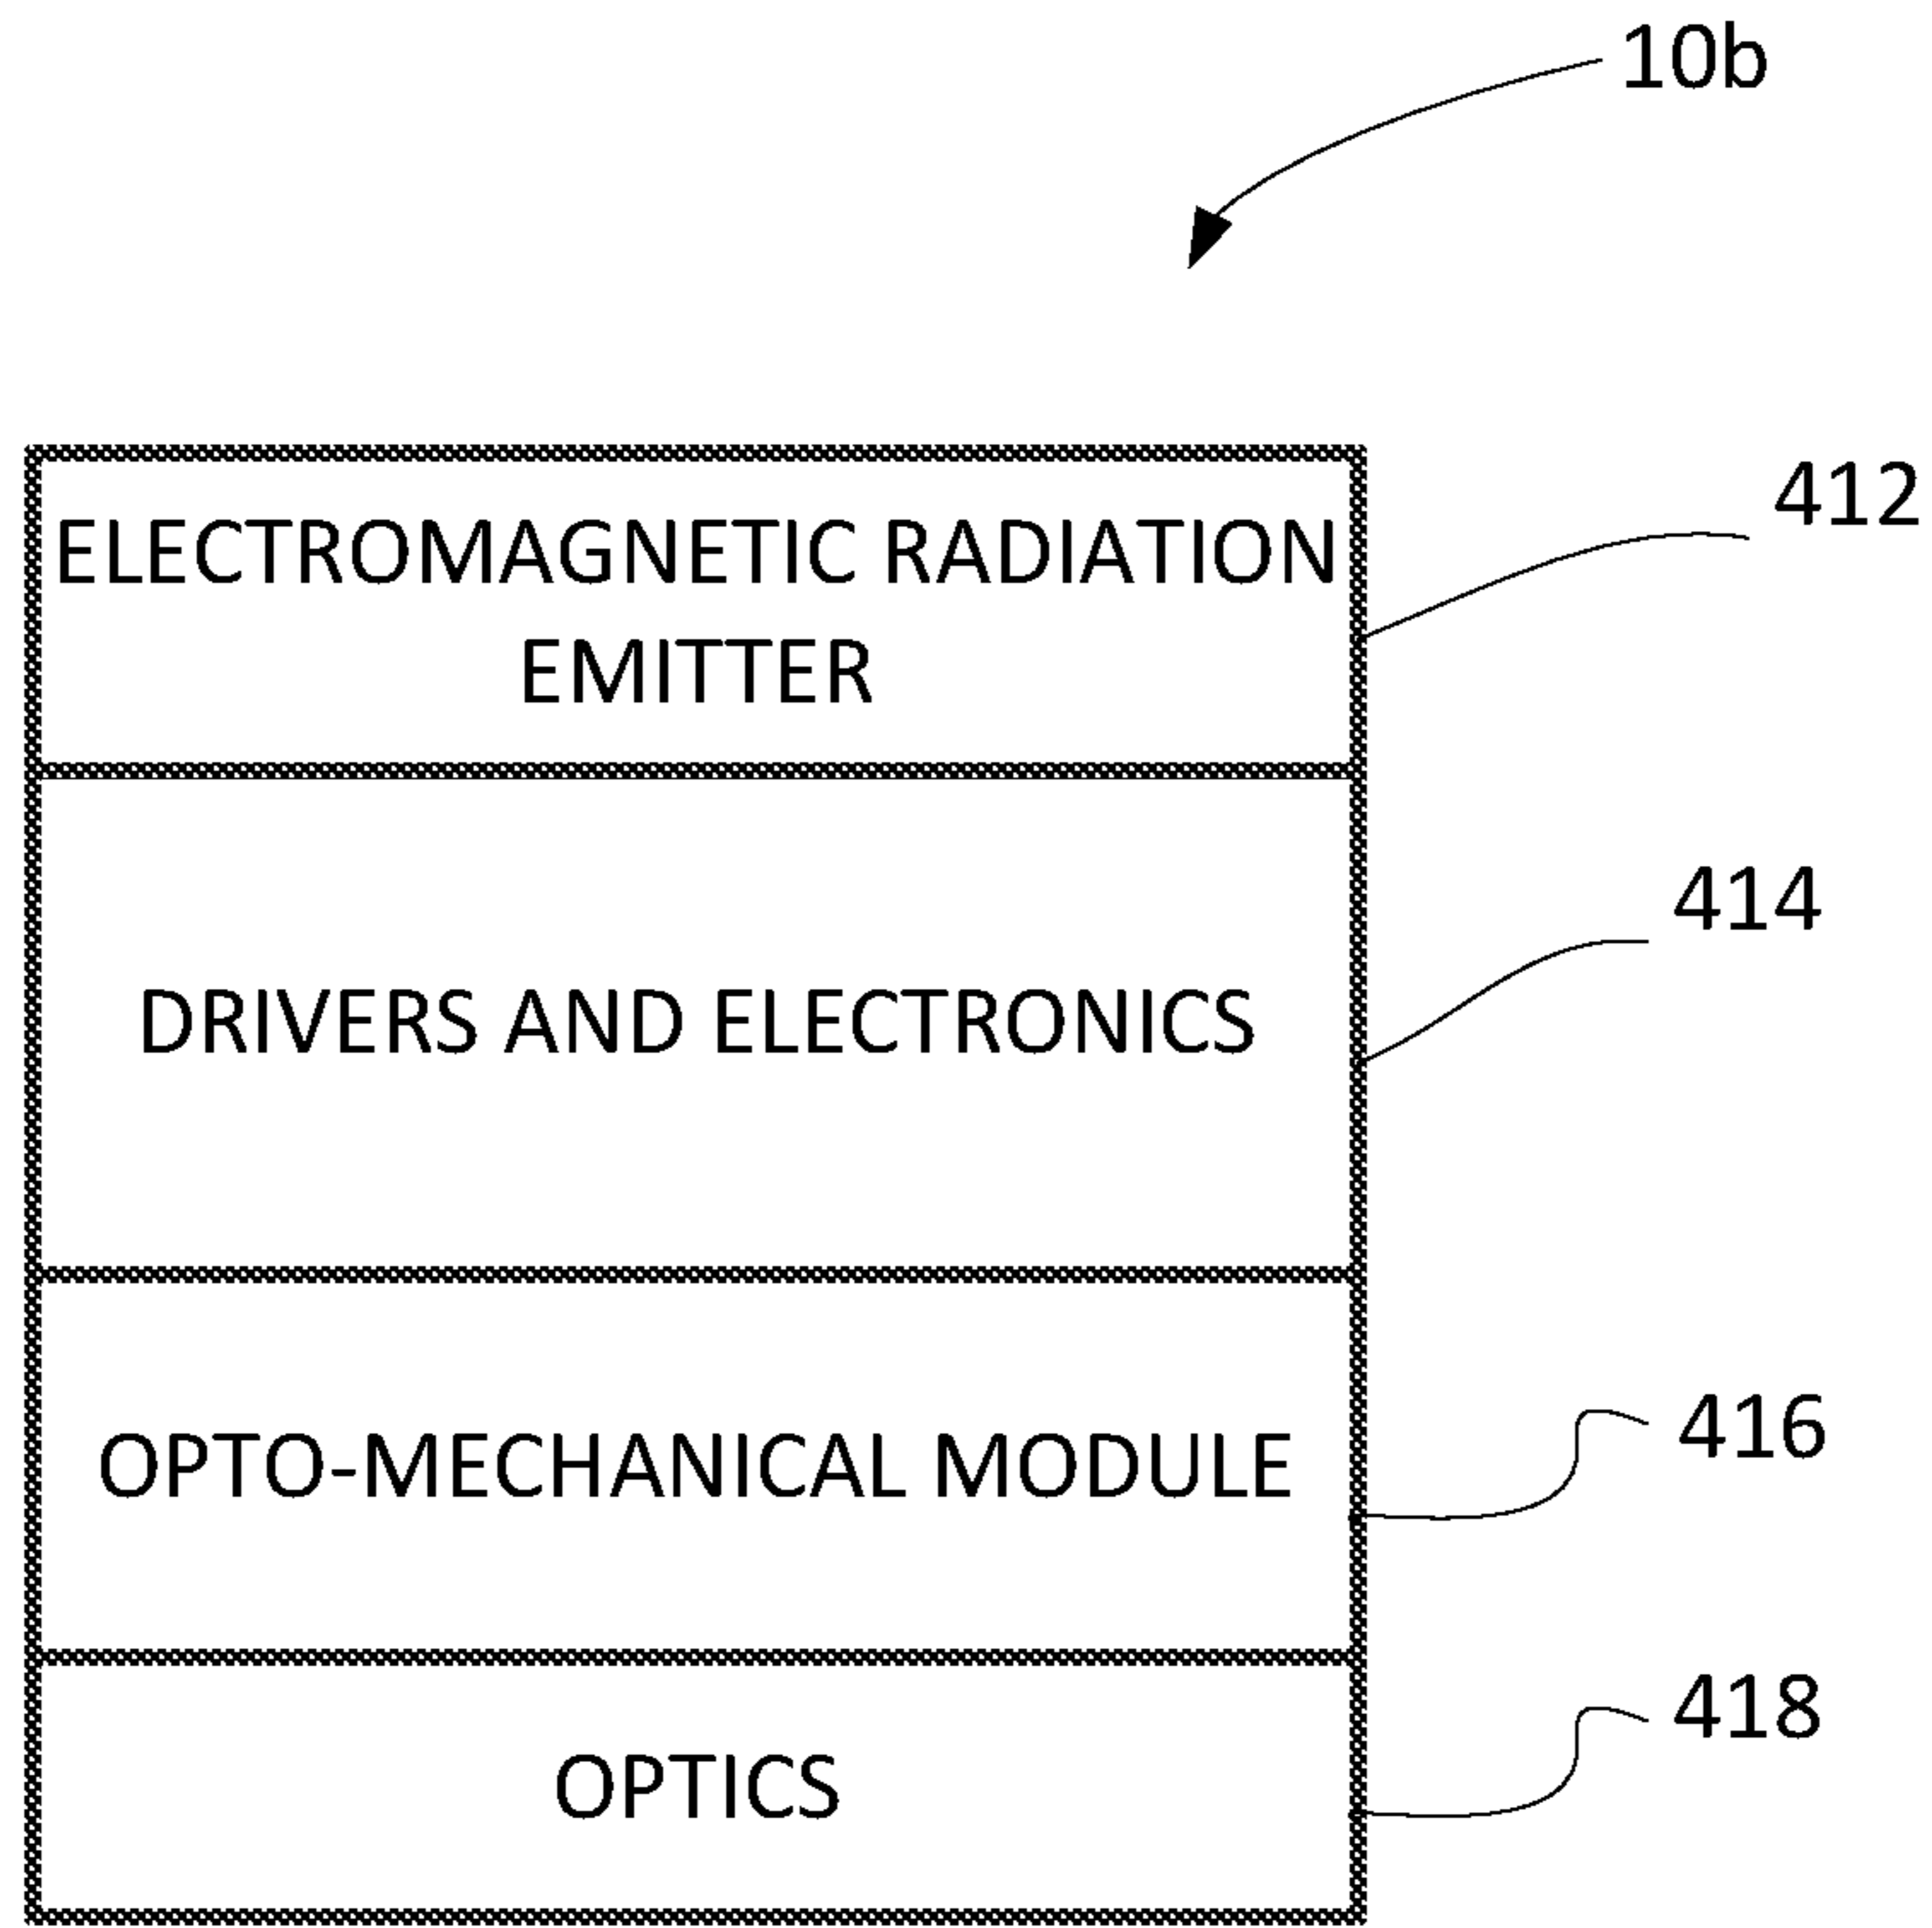 10b
412
ELECTROMAGNETIC RADIATION
EMITTER
414
DRIVERS AND ELECTRONICS
416
OPTO-MECHANICAL MODULE
418
OPTICS